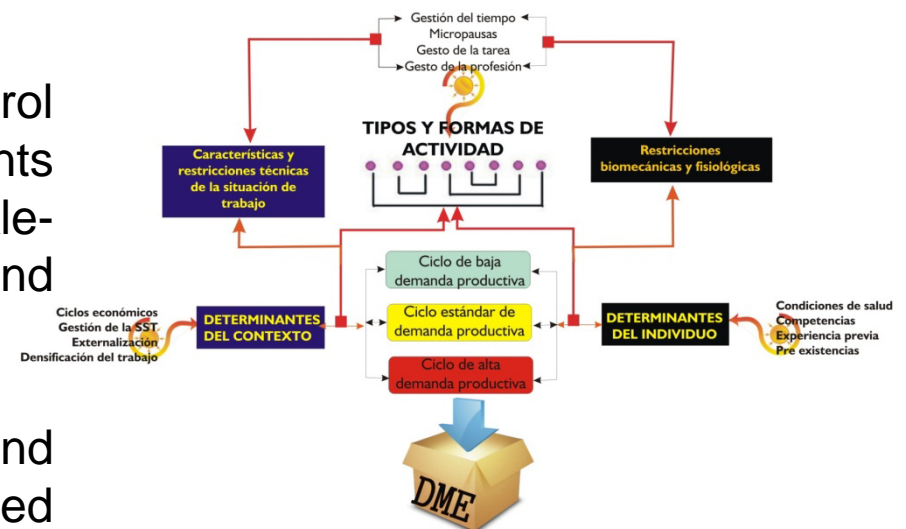 rol
nts
le-
nd
nd
ed
Gestión del tiempo
Micropausas
Gesto de la tarea
Gesto de la profesión
TIPOS Y FORMAS DE
ACTIVIDAD
Características y
restricciones técnicas
de la situación de
trabajo
Restricciones
biomecánicas y fisiológicas
Ciclo de baja
demanda productiva
Ciclos económicos
Gestión de la SST
Externalización
Densificación del trabajo
DETERMINANTES
DEL CONTEXTO
Ciclo estándar de
demanda productiva
DETERMINANTES
DEL INDIVIDUO
Condiciones de salud
Competencias
Experiencia previa
Pre existencias
Ciclo de alta
demanda productiva
DME